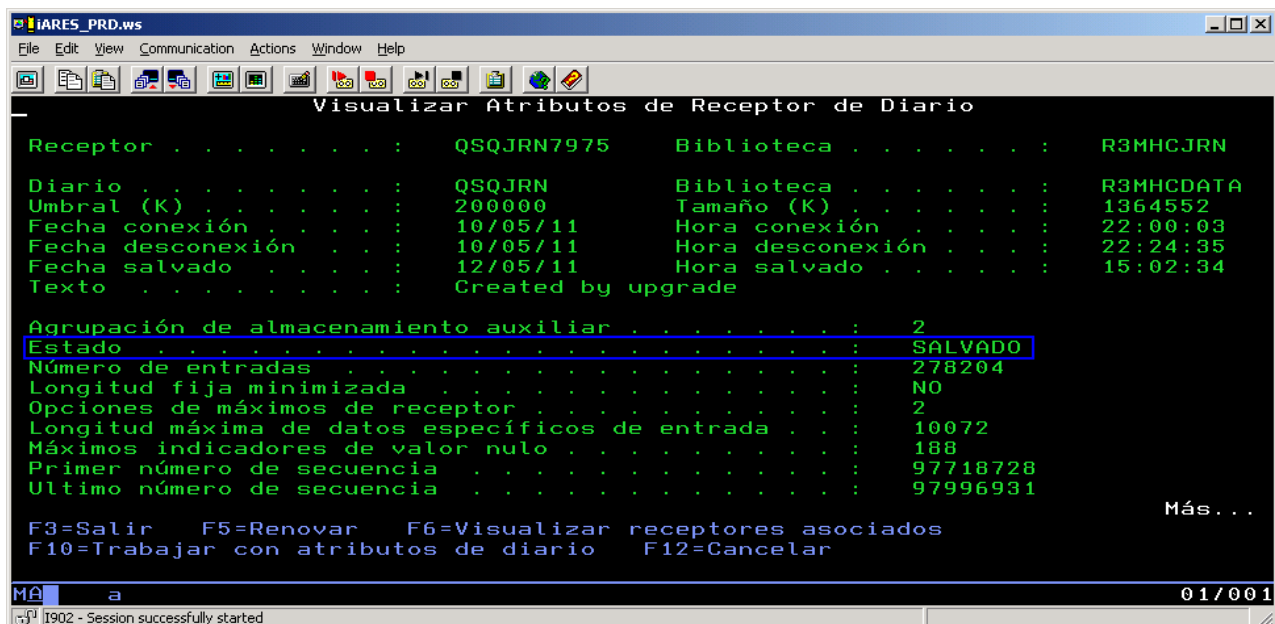 iARES_PRD.ws
File Edit View Communication Actions Window Help
Visualizar Atributos de Receptor de Diario
Receptor . . . . . . . : QSQJRN7975 Biblioteca . . . . . . : R3MHCJRN
Diario . . . . . . . . : QSQJRN Biblioteca . . . . . . : R3MHCDATA
Umbral (K) . . . . . . : 200000 Tamaño (K) . . . . . . : 1364552
Fecha conexión . . . . : 10/05/11 Hora conexión . . . . : 22:00:03
Fecha desconexión . . : 10/05/11 Hora desconexión . . . : 22:24:35
Fecha salvado . . . . : 12/05/11 Hora salvado . . . . . : 15:02:34
Texto . . . . . . . . : Created by upgrade
Agrupación de almacenamiento auxiliar . . . . . . . : 2
Estado . . . . . . . . . . . . . . . . . . . . . . : SALVADO
Número de entradas . . . . . . . . . . . . . . . . : 278204
Longitud fija minimizada . . . . . . . . . . . . . : NO
Opciones de máximos de receptor . . . . . . . . . . : 2
Longitud máxima de datos específicos de entrada . . : 10072
Máximos indicadores de valor nulo . . . . . . . . . : 188
Primer número de secuencia . . . . . . . . . . . . : 97718728
Ultimo número de secuencia . . . . . . . . . . . . : 97996931
Más...
F3=Salir F5=Renovar F6=Visualizar receptores asociados
F10=Trabajar con atributos de diario F12=Cancelar
MA a 01/001
I902 - Session successfully started